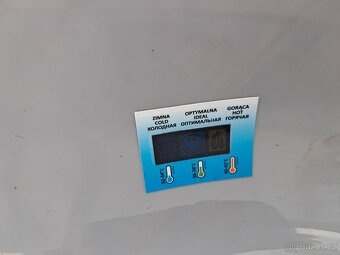 ZIMNA
COLD
ХОЛОДНАЯ
OPTYMALNA
IDEAL
ОПТИМАЛЬНАЯ
GORĄCA
HOT
ГОРЯЧАЯ